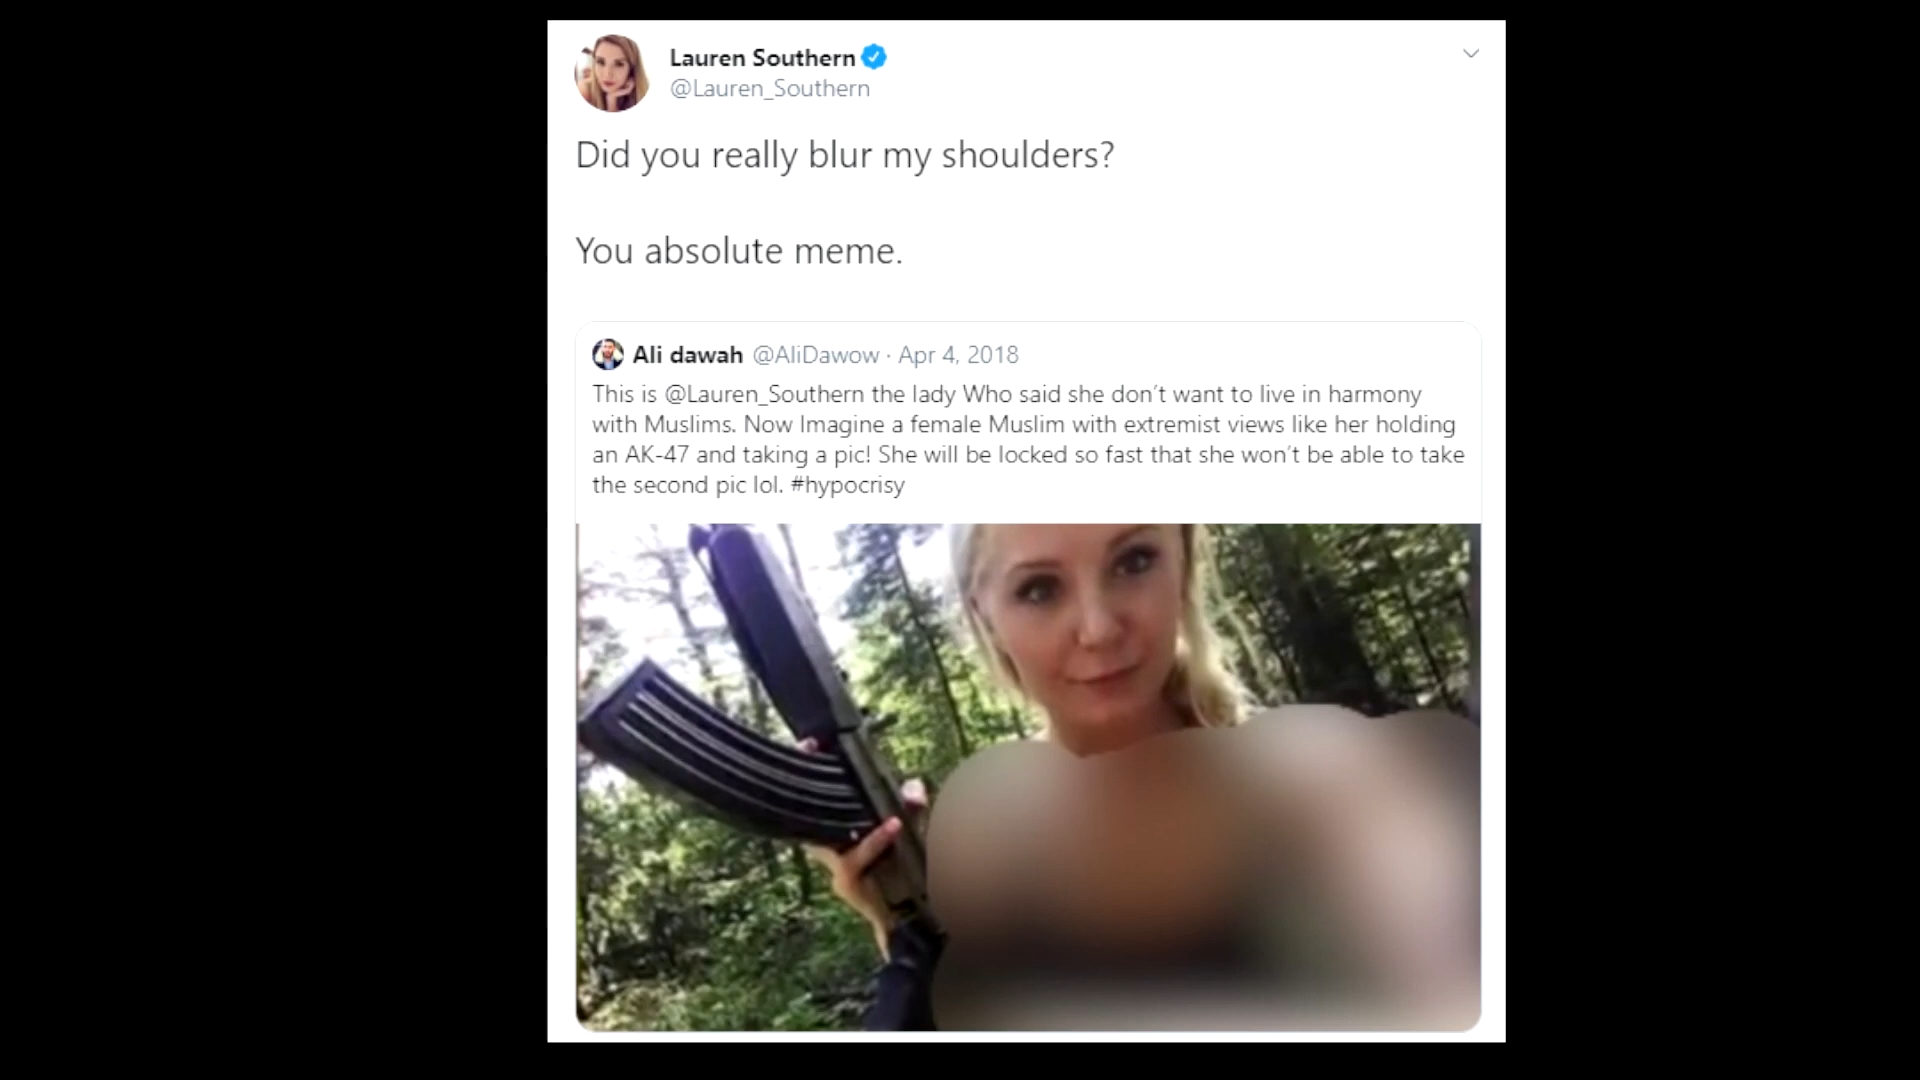 Lauren Southern
@Lauren_Southern
Did you really blur my shoulders?
You absolute meme.
Ali dawah @AliDawow · Apr 4, 2018
This is @Lauren_Southern the lady Who said she don't want to live in harmony
with Muslims. Now Imagine a female Muslim with extremist views like her holding
an AK-47 and taking a pic! She will be locked so fast that she won't be able to take
the second pic lol. #hypocrisy